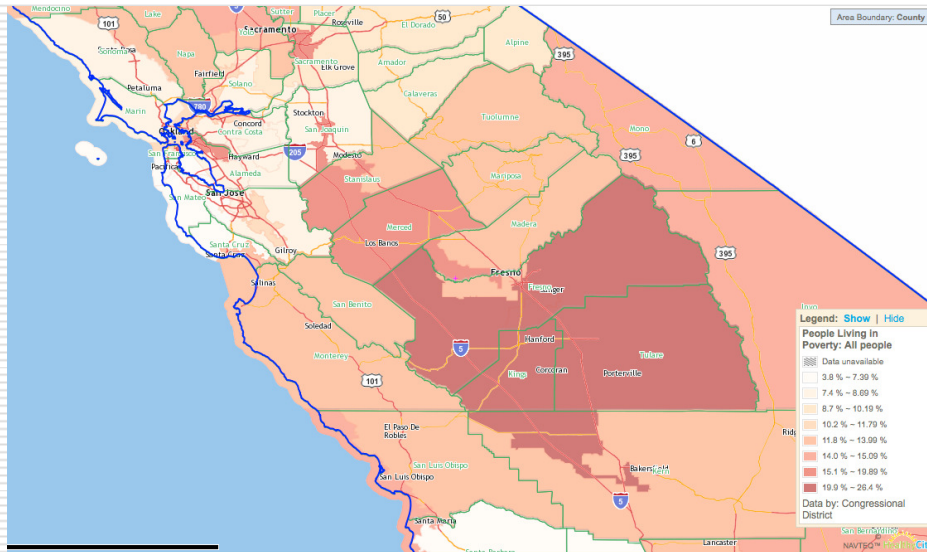 Mendocino
Lake
5
Sutter
Placer
Roseville
50
El Dorado
Area Boundary: County
101
Yolo
Sacramento
Alpine
395
Sonoma
Napa
Sacramento
Amador
Elk Grove
Fairfield
Solano
Petaluma
Calaveras
Marin
780
Stockton
Tuolumne
Mono
Concord
Contra Costa
San Joaquin
Oakland
6
San Francisco
Hayward
205
Modesto
395
Pacifica
Alameda
Stanislaus
Mariposa
San Mateo
San Jose
Merced
Madera
Los Banos
Santa Cruz
Gilroy
395
Santa Cruz
Fresno
Fresno
Salinas
San Benito
Inyo
Soledad
Legend: Show | Hide
People Living in
Poverty: All people
Data unavailable
3.8 % ~ 7.39 %
7.4 % ~ 8.69 %
8.7 % ~ 10.19 %
10.2 % ~ 11.79 %
11.8 % ~ 13.99 %
14.0 % ~ 15.09 %
15.1 % ~ 19.89 %
19.9 % ~ 26.4 %
Data by: Congressional
District
Hanford
5
Monterey
Tulare
Kings
Corcoran
Porterville
101
El Paso De
Robles
San Luis Obispo
San Luis Obispo
Bakersfield
Kern
5
Santa Maria
San Bernardino
Lancaster
NAVTEQ™